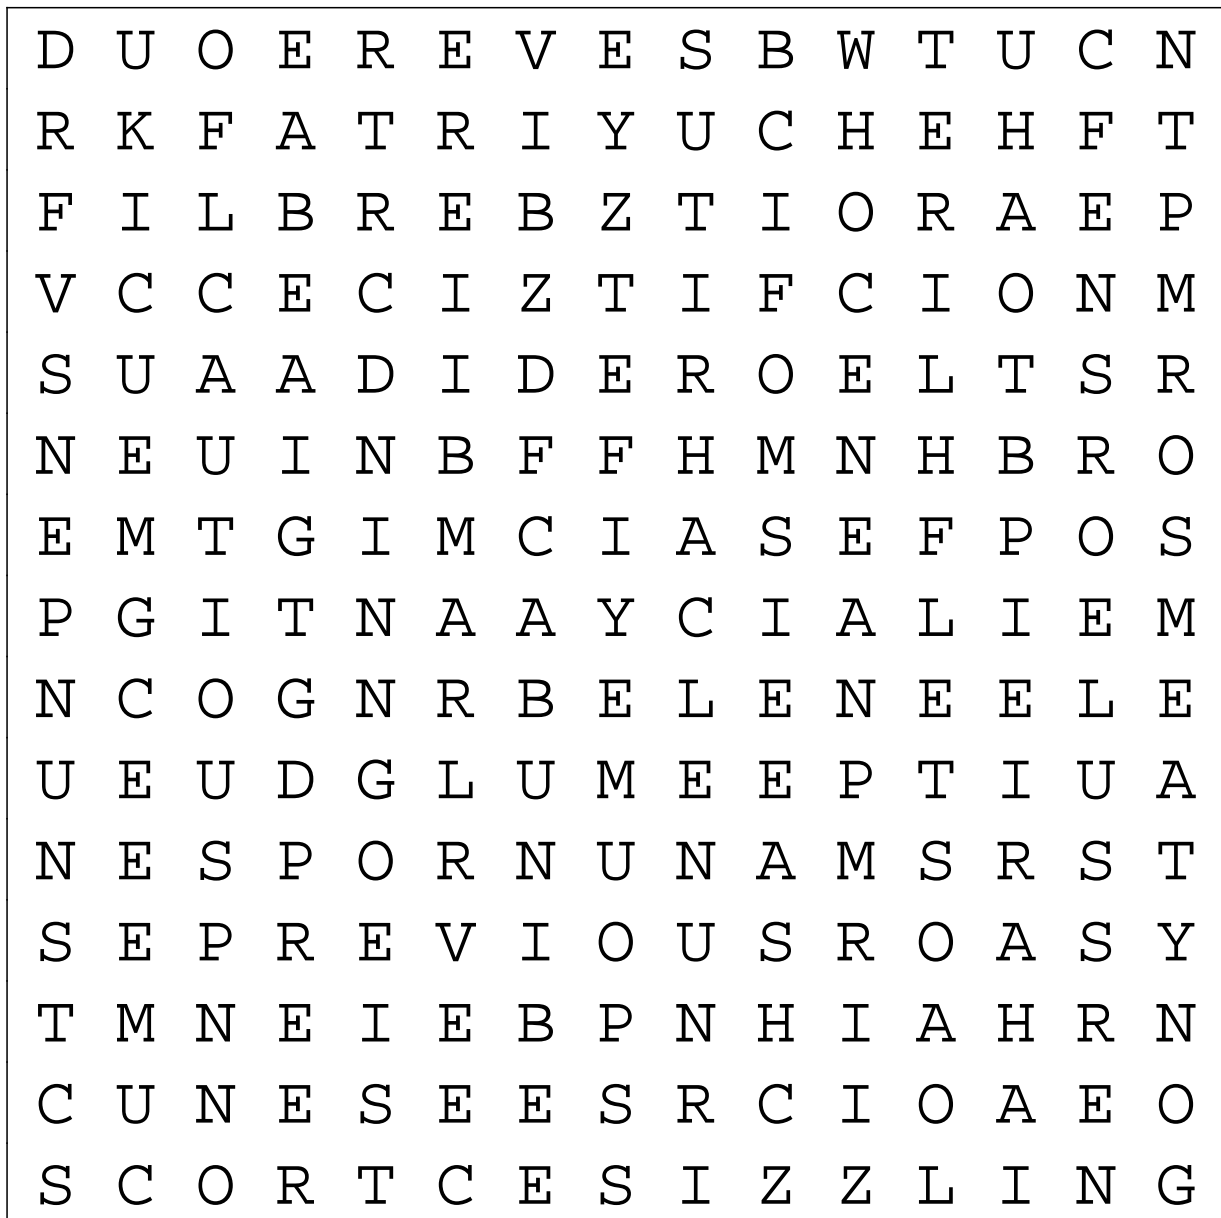 D U O E R E V E S B W T U C N
R K F A T R I Y U C H E H F T
F I L B R E B Z T I O R A E P
V C C E C I Z T I F C I O N M
S U A A D I D E R O E L T S R
N E U I N B F F H M N H B R O
E M T G I M C I A S E F P O S
P G I T N A A Y C I A L I E M
N C O G N R B E L E N E E L E
U E U D G L U M E E P T I U A
N E S P O R N U N A M S R S T
S E P R E V I O U S R O A S Y
T M N E I E B P N H I A H R N
C U N E S E E S R C I O A E O
S C O R T C E S I Z Z L I N G